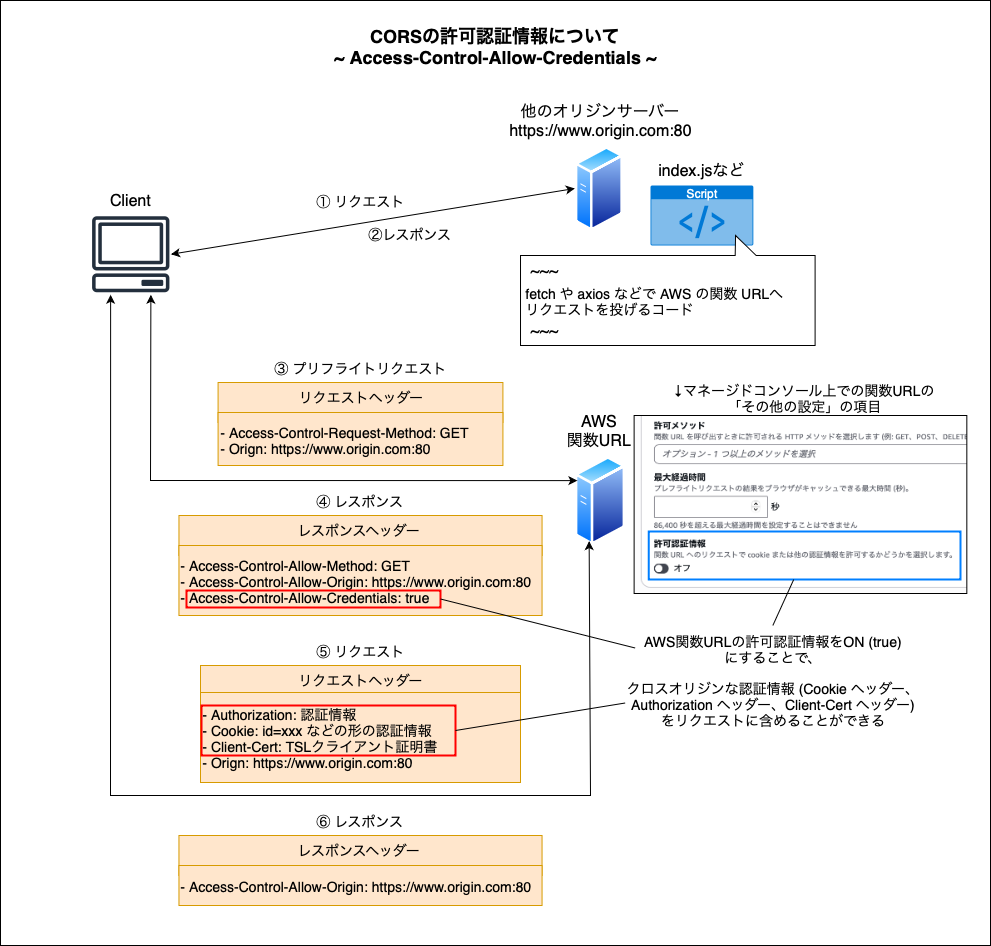 CORSの許可認証情報について
~ Access-Control-Allow-Credentials ~
他のオリジンサーバー
https://www.origin.com:80
index.jsなど
Script
</>
Client
① リクエスト
②レスポンス
~~~
fetch や axios などで AWS の関数 URLへ
リクエストを投げるコード
~~~
③ プリフライトリクエスト
リクエストヘッダー
- Access-Control-Request-Method: GET
- Orign: https://www.origin.com:80
AWS
関数URL
↓マネージドコンソール上での関数URLの
「その他の設定」の項目
許可メソッド
関数 URL を呼び出すときに許可される HTTP メソッドを選択します (例: GET、POST、DELETE
オプション - 1 つ以上のメソッドを選択
最大経過時間
プレフライトリクエストの結果をブラウザがキャッシュできる最大時間 (秒)。
秒
86,400 秒を超える最大経過時間を設定することはできません
許可認証情報
関数 URL へのリクエストで cookie または他の認証情報を許可するかどうかを選択します。
オフ
④ レスポンス
レスポンスヘッダー
- Access-Control-Allow-Method: GET
- Access-Control-Allow-Origin: https://www.origin.com:80
- Access-Control-Allow-Credentials: true
AWS関数URLの許可認証情報をON (true)
にすることで、
クロスオリジンな認証情報 (Cookie ヘッダー、
Authorization ヘッダー、Client-Cert ヘッダー)
をリクエストに含めることができる
⑤ リクエスト
リクエストヘッダー
- Authorization: 認証情報
- Cookie: id=xxx などの形の認証情報
- Client-Cert: TSLクライアント証明書
- Orign: https://www.origin.com:80
⑥ レスポンス
レスポンスヘッダー
- Access-Control-Allow-Origin: https://www.origin.com:80